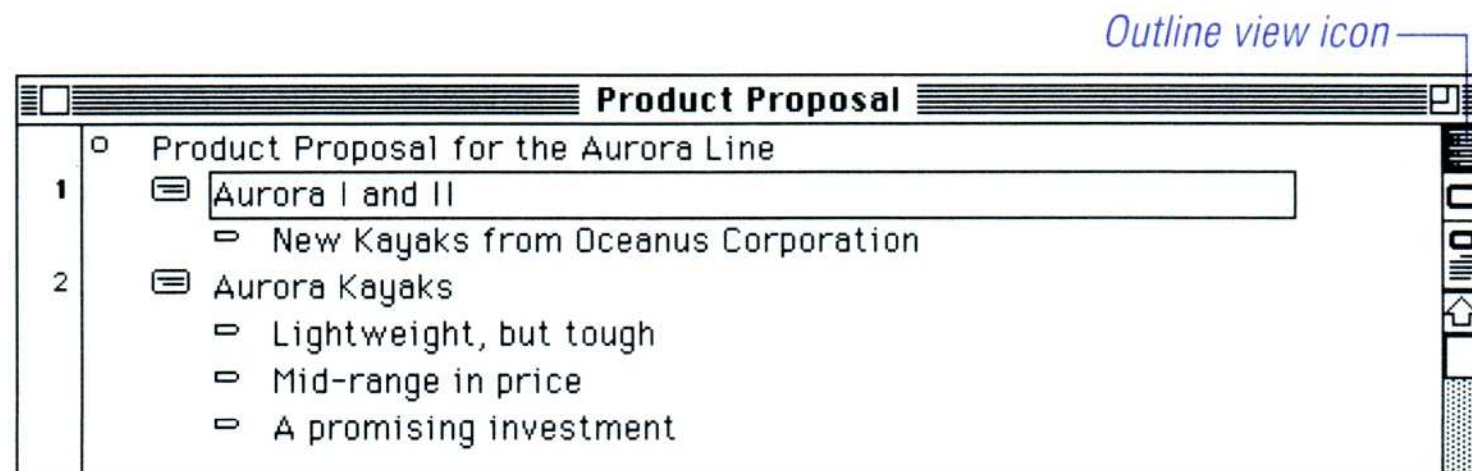 Outline view icon
Product Proposal
Product Proposal for the Aurora Line
1 Aurora I and II
New Kayaks from Oceanus Corporation
2 Aurora Kayaks
Lightweight, but tough
Mid-range in price
A promising investment